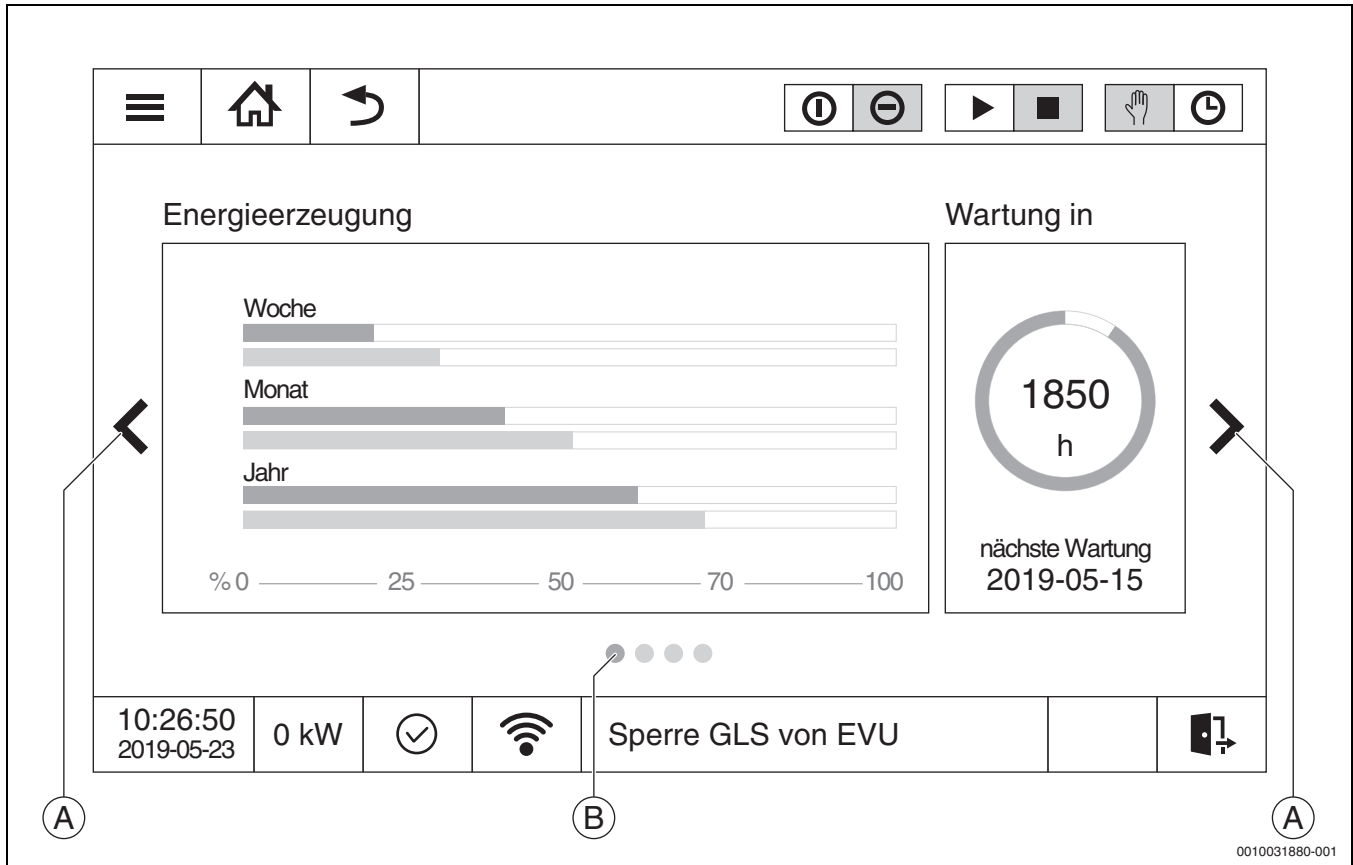 Energieerzeugung
Wartung in
Woche
Monat
Jahr
% 0 25 50 70 100
1850
h
nächste Wartung
2019-05-15
10:26:50
2019-05-23
0 kW
Sperre GLS von EVU
A
B
A
0010031880-001